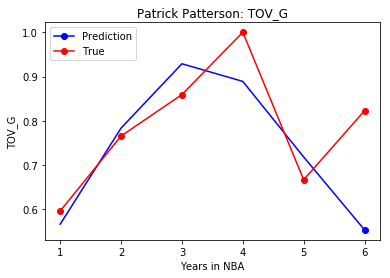 Patrick Patterson: TOV_G
Prediction
True
1.0
0.9
0.8
0.7
0.6
TOV_G
1 2 3 4 5 6
Years in NBA